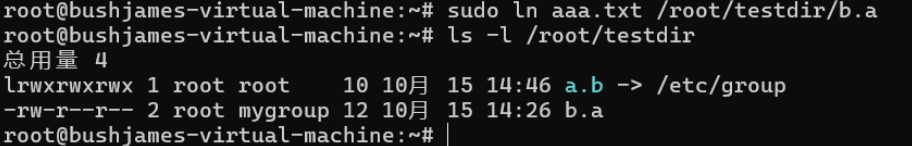 root@bushjames-virtual-machine:~# sudo ln aaa.txt /root/testdir/b.a
root@bushjames-virtual-machine:~# ls -l /root/testdir
总用量 4
lrwxrwxrwx 1 root root    10 10月 15 14:46 a.b -> /etc/group
-rw-r--r-- 2 root mygroup 12 10月 15 14:26 b.a
root@bushjames-virtual-machine:~#